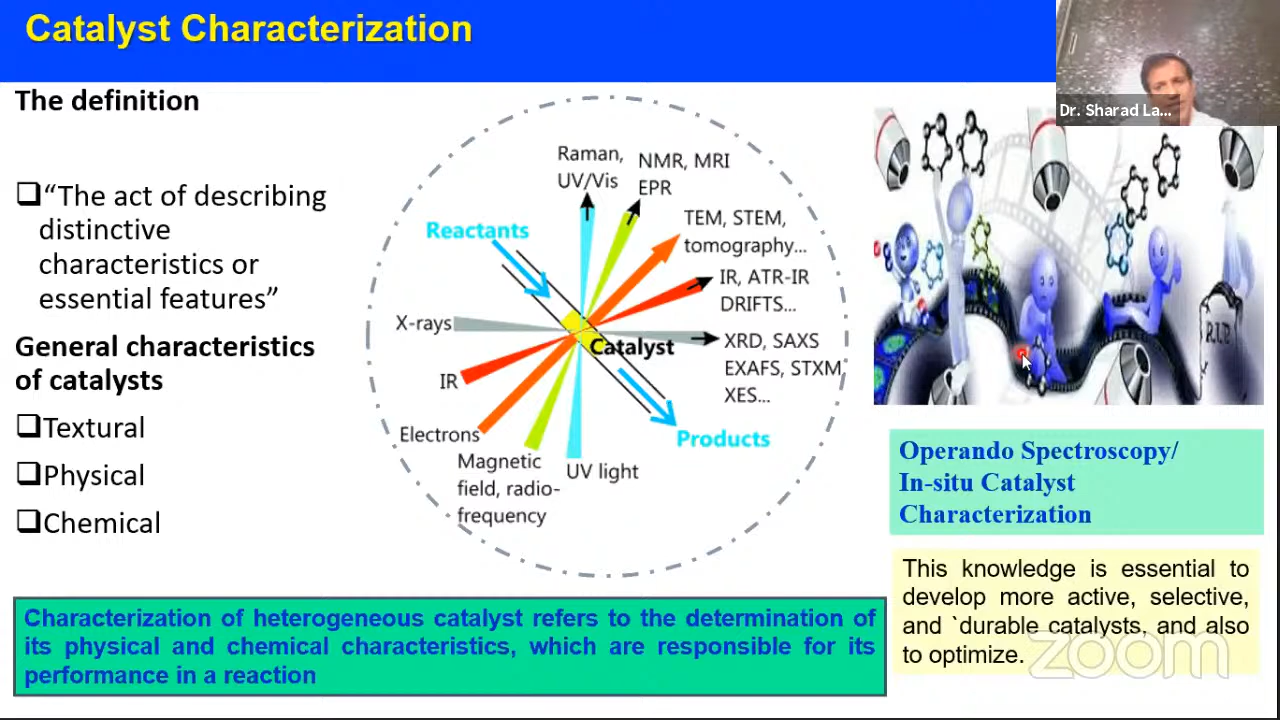 Catalyst Characterization
Dr. Sharad La...
The definition
“The act of describing
distinctive
characteristics or
essential features”
General characteristics
of catalysts
Textural
Physical
Chemical
Raman,
UV/Vis
NMR, MRI
EPR
TEM, STEM,
tomography...
IR, ATR-IR
DRIFTS...
XRD, SAXS
EXAFS, STXM,
XES...
Reactants
X-rays
Catalyst
IR
Electrons
Magnetic
field, radio-
frequency
UV light
Products
R.I.P
Operando Spectroscopy/
In-situ Catalyst
Characterization
This knowledge is essential to
develop more active, selective,
and `durable catalysts, and also
to optimize.
zoom
Characterization of heterogeneous catalyst refers to the determination of
its physical and chemical characteristics, which are responsible for its
performance in a reaction